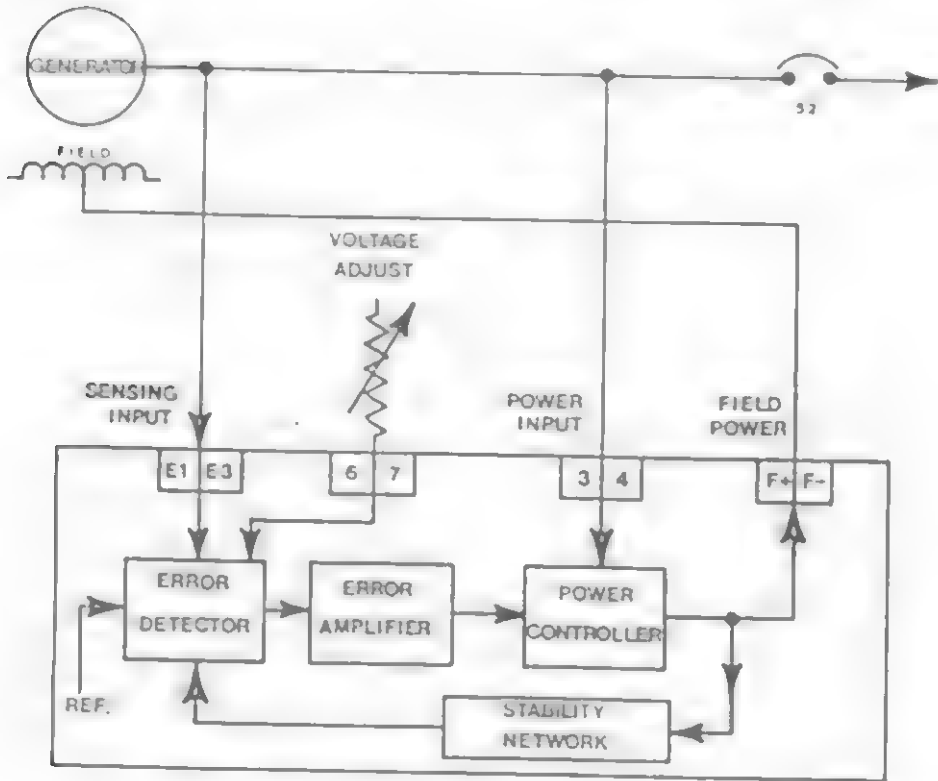 GENERATOR
52
FIELD
VOLTAGE
ADJUST
SENSING
INPUT
POWER
INPUT
FIELD
POWER
E1 E3
6 7
3 4
F+ F-
ERROR
DETECTOR
ERROR
AMPLIFIER
POWER
CONTROLLER
REF.
STABILITY
NETWORK